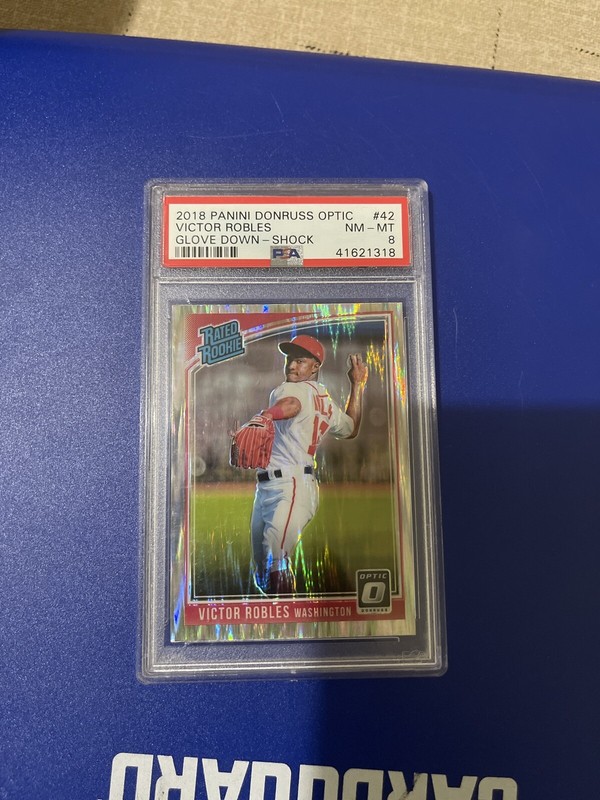 2018 PANINI DONRUSS OPTIC #42
VICTOR ROBLES NM – MT
GLOVE DOWN – SHOCK 8
PSA 41621318
RATED
ROOKIE
OPTIC
O
DONRUSS
VICTOR ROBLES WASHINGTON